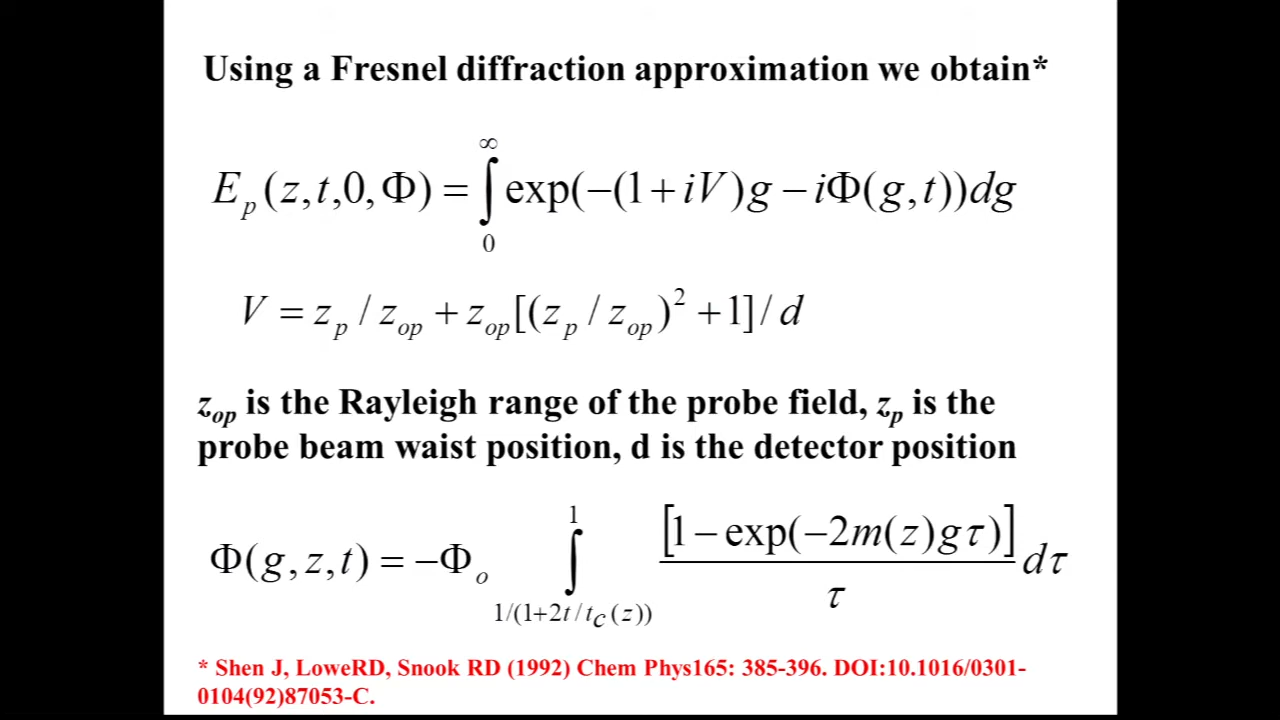 Using a Fresnel diffraction approximation we obtain*
E_p(z,t,0,Φ) = ∫_0^∞ exp(−(1+iV)g − iΦ(g,t))dg
V = z_p / z_op + z_op[(z_p / z_op)^2 + 1] / d
z_op is the Rayleigh range of the probe field, z_p is the
probe beam waist position, d is the detector position
Φ(g,z,t) = −Φ_o ∫_{1/(1+2t/t_c(z))}^1 [1−exp(−2m(z)gτ)]/τ dτ
* Shen J, LoweRD, Snook RD (1992) Chem Phys165: 385-396. DOI:10.1016/0301-
0104(92)87053-C.